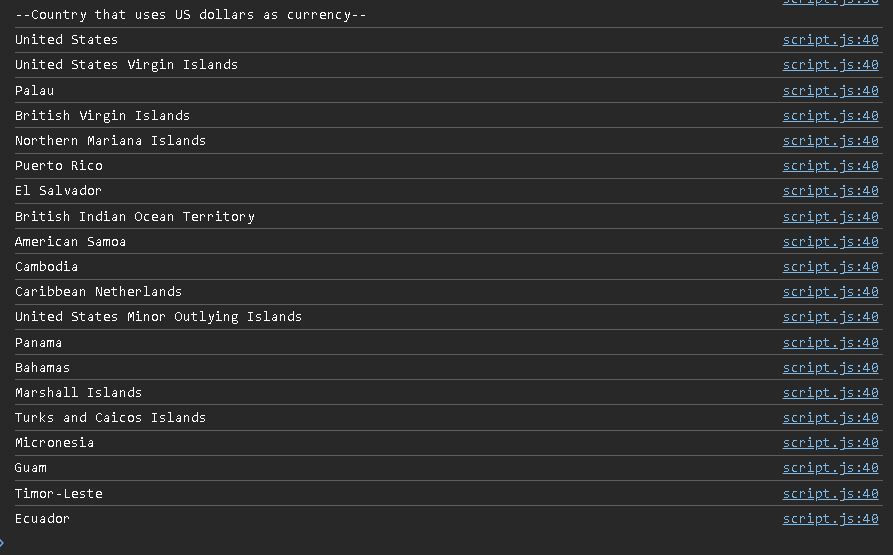 script.js:36
--Country that uses US dollars as currency--
United States script.js:40
United States Virgin Islands script.js:40
Palau script.js:40
British Virgin Islands script.js:40
Northern Mariana Islands script.js:40
Puerto Rico script.js:40
El Salvador script.js:40
British Indian Ocean Territory script.js:40
American Samoa script.js:40
Cambodia script.js:40
Caribbean Netherlands script.js:40
United States Minor Outlying Islands script.js:40
Panama script.js:40
Bahamas script.js:40
Marshall Islands script.js:40
Turks and Caicos Islands script.js:40
Micronesia script.js:40
Guam script.js:40
Timor-Leste script.js:40
Ecuador script.js:40